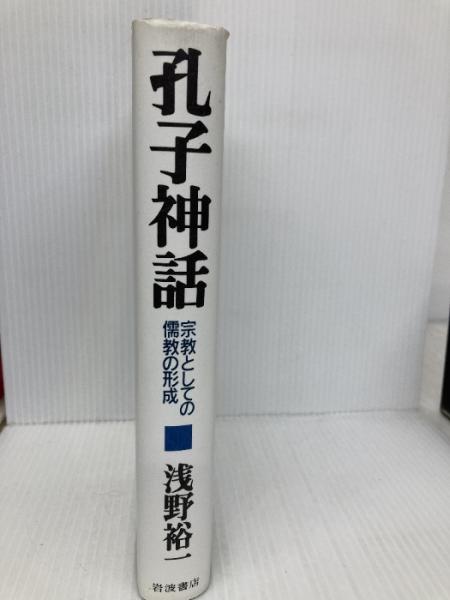 孔子神話
宗教としての
儒教の形成
浅野裕一
岩波書店